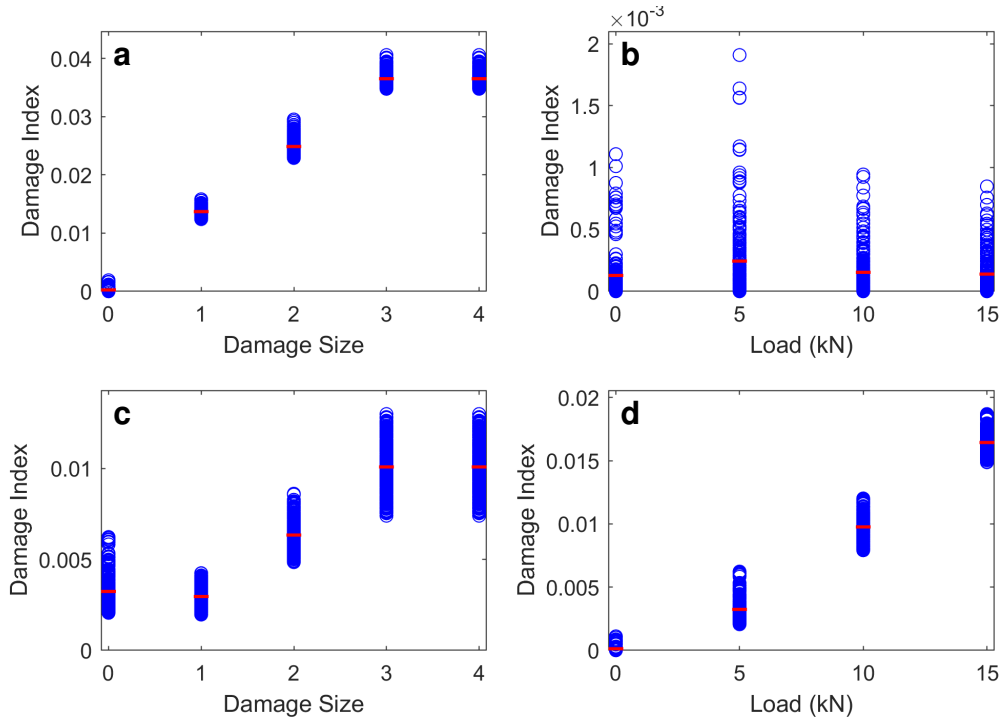 a
0.04
0.03
0.02
0.01
0
Damage Index
0 1 2 3 4
Damage Size
×10⁻³
b
2
1.5
1
0.5
0
Damage Index
0 5 10 15
Load (kN)
c
0.01
0.005
0
Damage Index
0 1 2 3 4
Damage Size
d
0.02
0.015
0.01
0.005
0
Damage Index
0 5 10 15
Load (kN)